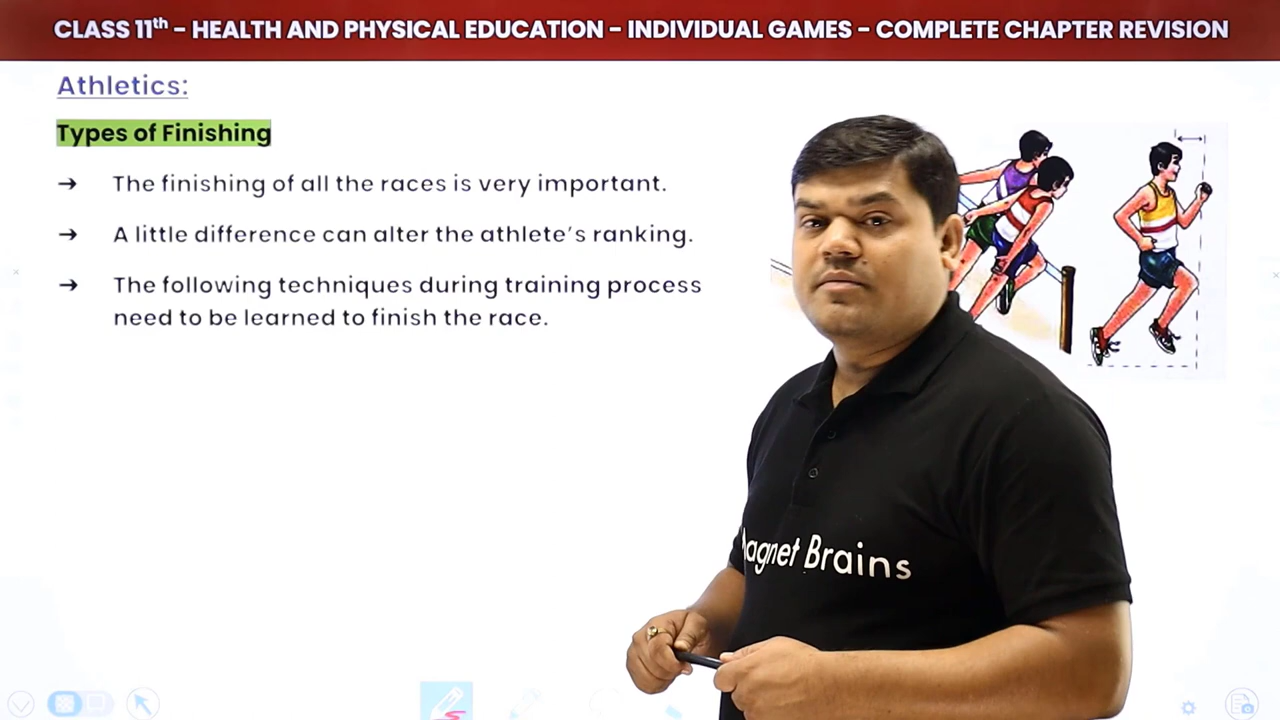 CLASS 11th – HEALTH AND PHYSICAL EDUCATION – INDIVIDUAL GAMES – COMPLETE CHAPTER REVISION
Athletics:
Types of Finishing
→ The finishing of all the races is very important.
→ A little difference can alter the athlete's ranking.
→ The following techniques during training process
need to be learned to finish the race.
agnet Brains